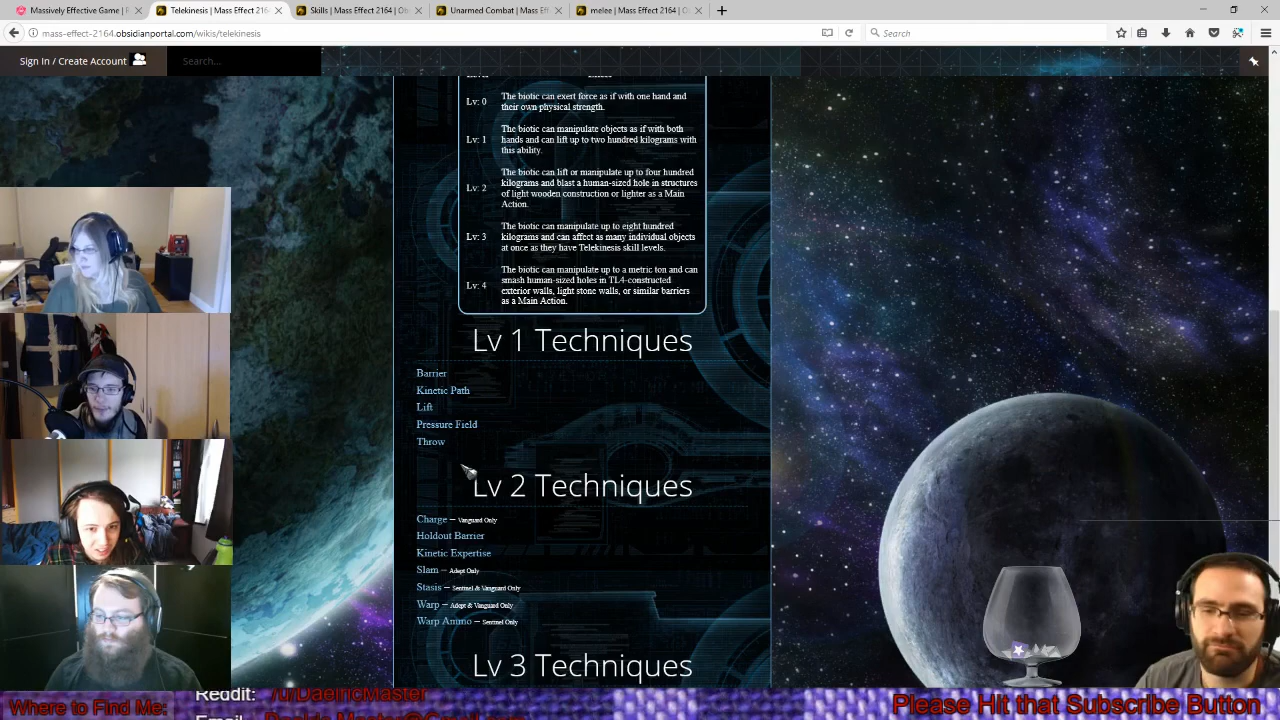 Massively Effective Game |
Telekinesis | Mass Effect 216
Skills | Mass Effect 2164 | Ob
Unarmed Combat | Mass Eff
melee | Mass Effect 2164 | O
mass-effect-2164.obsidianportal.com/wiki/telekinesis
Search
Sign In / Create Account
Search...
Lv: 0 The biotic can exert force as if with one hand and
their own physical strength.
Lv: 1 The biotic can manipulate objects as if with both
hands and can lift up to two hundred kilograms with
this ability.
Lv: 2 The biotic can lift or manipulate up to four hundred
kilograms and blast a human-sized hole in structures
of light wooden construction or lighter as a Main
Action.
Lv: 3 The biotic can manipulate up to eight hundred
kilograms and can affect as many individual objects
at once as they have Telekinesis skill levels.
Lv: 4 The biotic can manipulate up to a metric ton and can
smash human-sized holes in TL4-constructed
exterior walls, light stone walls, or similar barriers
as a Main Action.
Lv 1 Techniques
Barrier
Kinetic Path
Lift
Pressure Field
Throw
Lv 2 Techniques
Charge – Vanguard Only
Holdout Barrier
Kinetic Expertise
Slam – Adept Only
Stasis – Sentinel & Vanguard Only
Warp – Adept & Vanguard Only
Warp Ammo – Sentinel Only
Lv 3 Techniques
Where to Find Me:
Reddit: /u/DaelricMaster
Please Hit that Subscribe Button